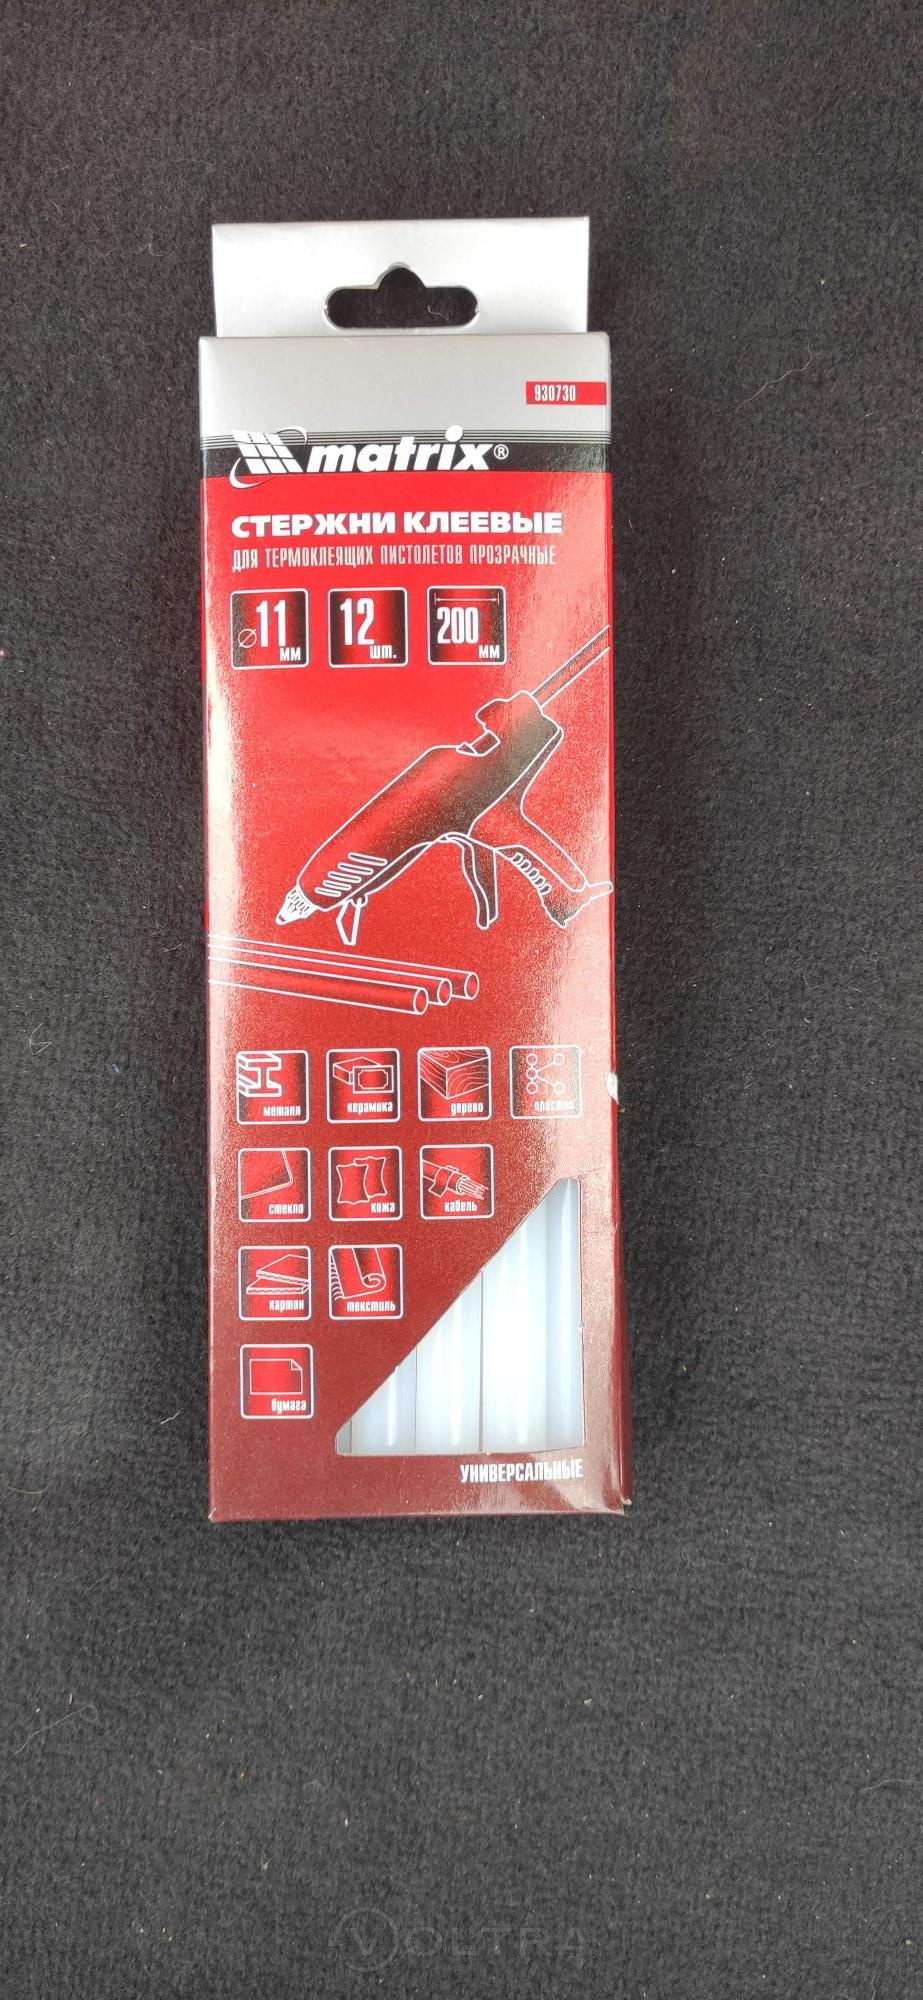 930730
matrix®
СТЕРЖНИ КЛЕЕВЫЕ
ДЛЯ ТЕРМОКЛЕЯЩИХ ПИСТОЛЕТОВ ПРОЗРАЧНЫЕ
⌀11 мм 12 шт. 200 мм
металл керамика дерево пластик
стекло кожа кабель
картон текстиль
бумага
УНИВЕРСАЛЬНЫЕ
VOLTRA